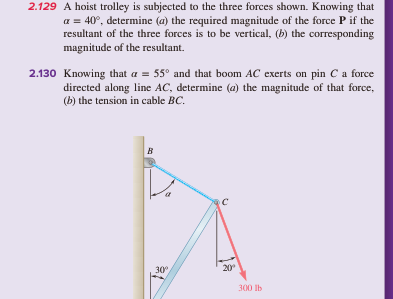 2.129 A hoist trolley is subjected to the three forces shown. Knowing that
α = 40°, determine (a) the required magnitude of the force P if the
resultant of the three forces is to be vertical, (b) the corresponding
magnitude of the resultant.
2.130 Knowing that α = 55° and that boom AC exerts on pin C a force
directed along line AC, determine (a) the magnitude of that force,
(b) the tension in cable BC.
B
α
C
30°
20°
300 lb